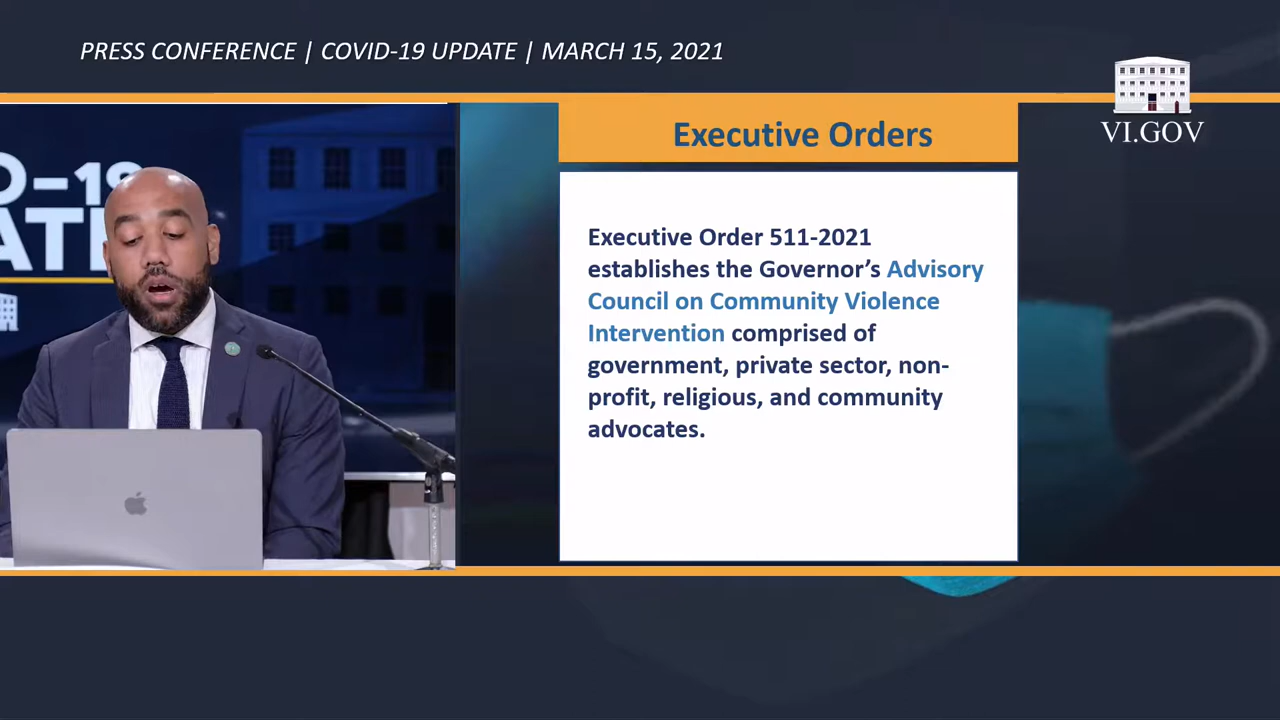 PRESS CONFERENCE | COVID-19 UPDATE | MARCH 15, 2021
VI.GOV
Executive Orders
Executive Order 511-2021
establishes the Governor's Advisory
Council on Community Violence
Intervention comprised of
government, private sector, non-
profit, religious, and community
advocates.